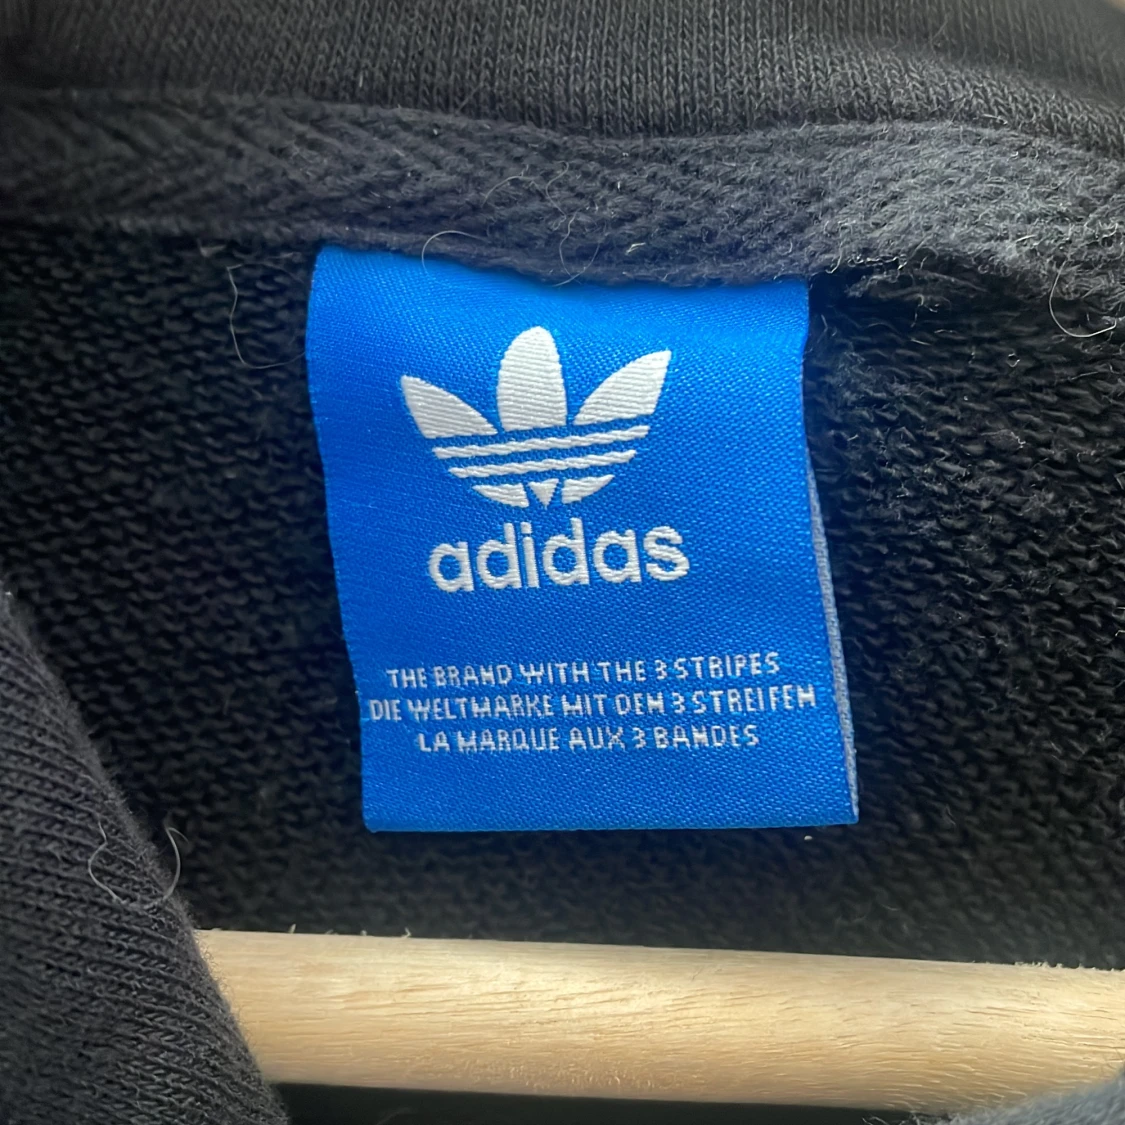 adidas
THE BRAND WITH THE 3 STRIPES
DIE WELTMARKE MIT DEN 3 STREIFEN
LA MARQUE AUX 3 BANDES